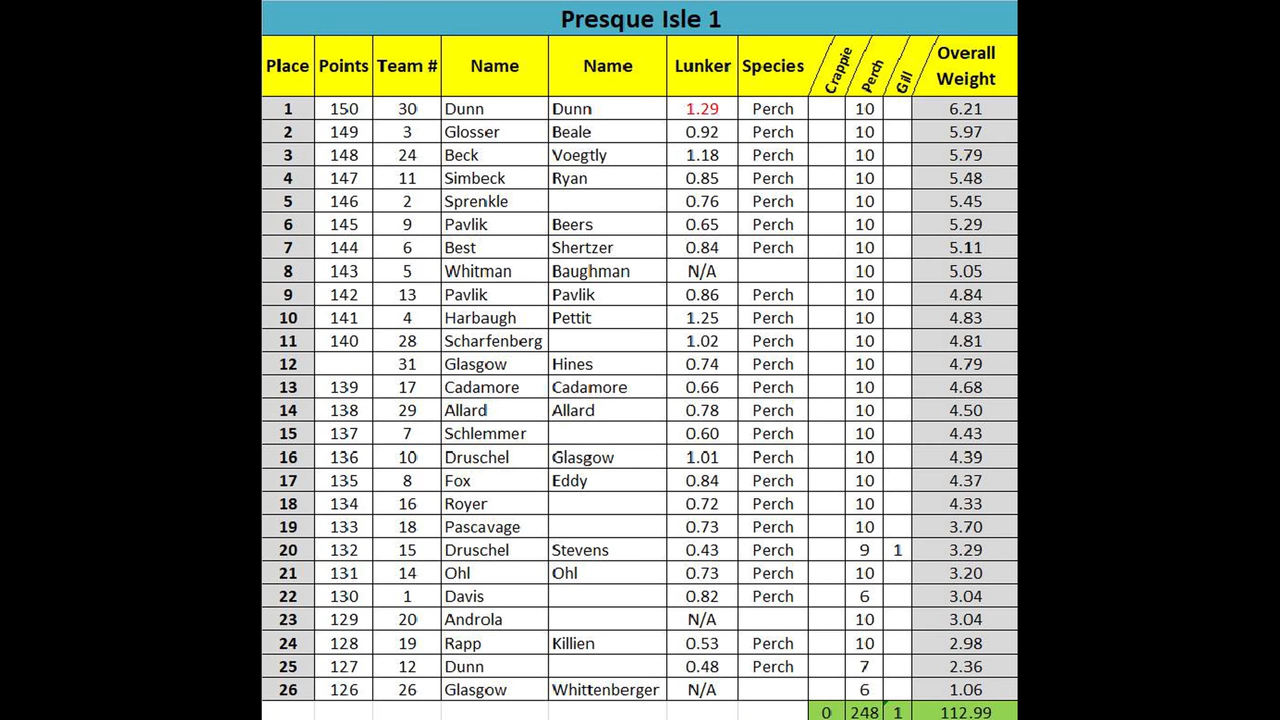 Presque Isle 1
Place Points Team # Name Name Lunker Species Crappie Perch Gill Overall Weight
1 150 30 Dunn Dunn 1.29 Perch 10 6.21
2 149 3 Glosser Beale 0.92 Perch 10 5.97
3 148 24 Beck Voegtly 1.18 Perch 10 5.79
4 147 11 Simbeck Ryan 0.85 Perch 10 5.48
5 146 2 Sprenkle 0.76 Perch 10 5.45
6 145 9 Pavlik Beers 0.65 Perch 10 5.29
7 144 6 Best Shertzer 0.84 Perch 10 5.11
8 143 5 Whitman Baughman N/A 10 5.05
9 142 13 Pavlik Pavlik 0.86 Perch 10 4.84
10 141 4 Harbaugh Pettit 1.25 Perch 10 4.83
11 140 28 Scharfenberg 1.02 Perch 10 4.81
12 31 Glasgow Hines 0.74 Perch 10 4.79
13 139 17 Cadamore Cadamore 0.66 Perch 10 4.68
14 138 29 Allard Allard 0.78 Perch 10 4.50
15 137 7 Schlemmer 0.60 Perch 10 4.43
16 136 10 Druschel Glasgow 1.01 Perch 10 4.39
17 135 8 Fox Eddy 0.84 Perch 10 4.37
18 134 16 Royer 0.72 Perch 10 4.33
19 133 18 Pascavage 0.73 Perch 10 3.70
20 132 15 Druschel Stevens 0.43 Perch 9 1 3.29
21 131 14 Ohl Ohl 0.73 Perch 10 3.20
22 130 1 Davis 0.82 Perch 6 3.04
23 129 20 Androla N/A 10 3.04
24 128 19 Rapp Killien 0.53 Perch 10 2.98
25 127 12 Dunn 0.48 Perch 7 2.36
26 126 26 Glasgow Whittenberger N/A 6 1.06
0 248 1 112.99